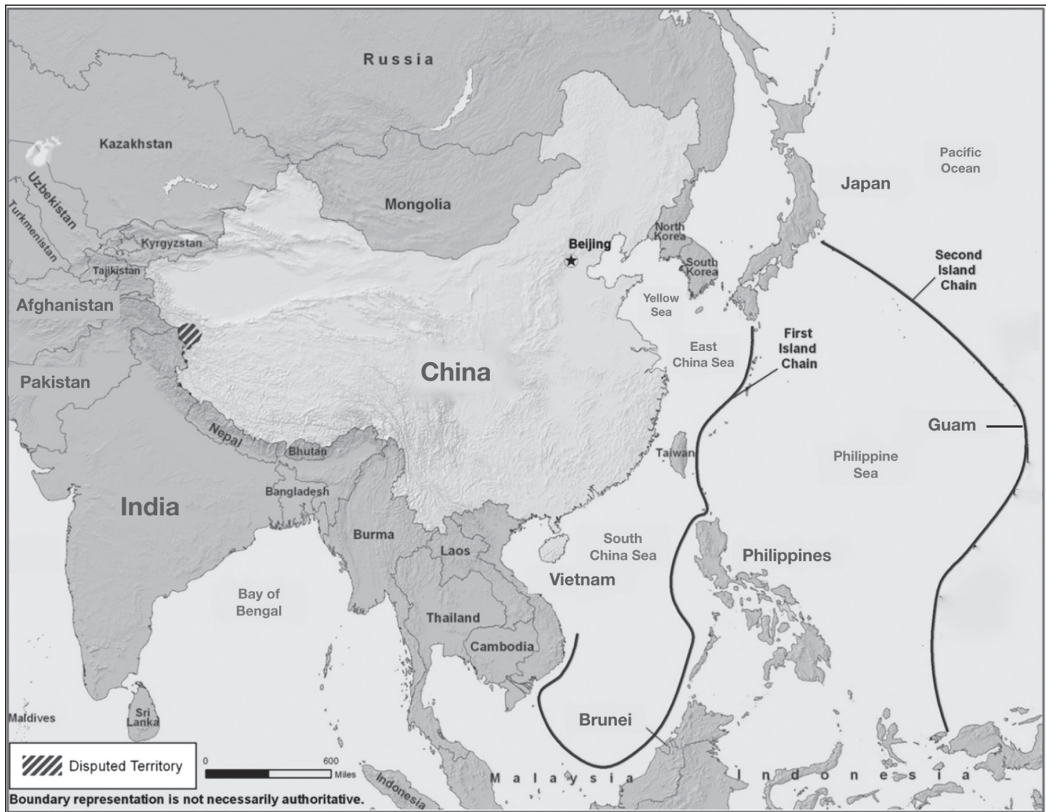 Russia
Kazakhstan
Uzbekistan
Turkmenistan
Mongolia
Kyrgyzstan
Tajikistan
Afghanistan
Pakistan
Beijing
North
Korea
South
Korea
Japan
Pacific
Ocean
Second
Island
Chain
Yellow
Sea
East
China Sea
First
Island
Chain
China
Nepal
Bhutan
Bangladesh
India
Taiwan
Guam
Philippine
Sea
Burma
Laos
South
China Sea
Vietnam
Philippines
Bay of
Bengal
Thailand
Cambodia
Brunei
Maldives
Sri
Lanka
Malaysia
Indonesia
Indonesia
Disputed Territory
0 600
Miles
Boundary representation is not necessarily authoritative.